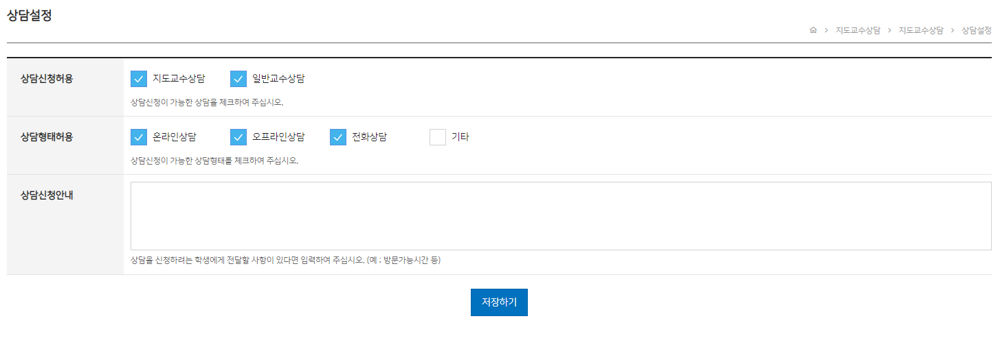 상담설정
지도교수상담 > 지도교수상담 > 상담설정
상담신청허용 지도교수상담 일반교수상담
상담신청이 가능한 상담을 체크하여 주십시오.
상담형태허용 온라인상담 오프라인상담 전화상담 기타
상담신청이 가능한 상담형태를 체크하여 주십시오.
상담신청안내
상담을 신청하려는 학생에게 전달할 사항이 있다면 입력하여 주십시오. (예 : 방문가능시간 등)
저장하기